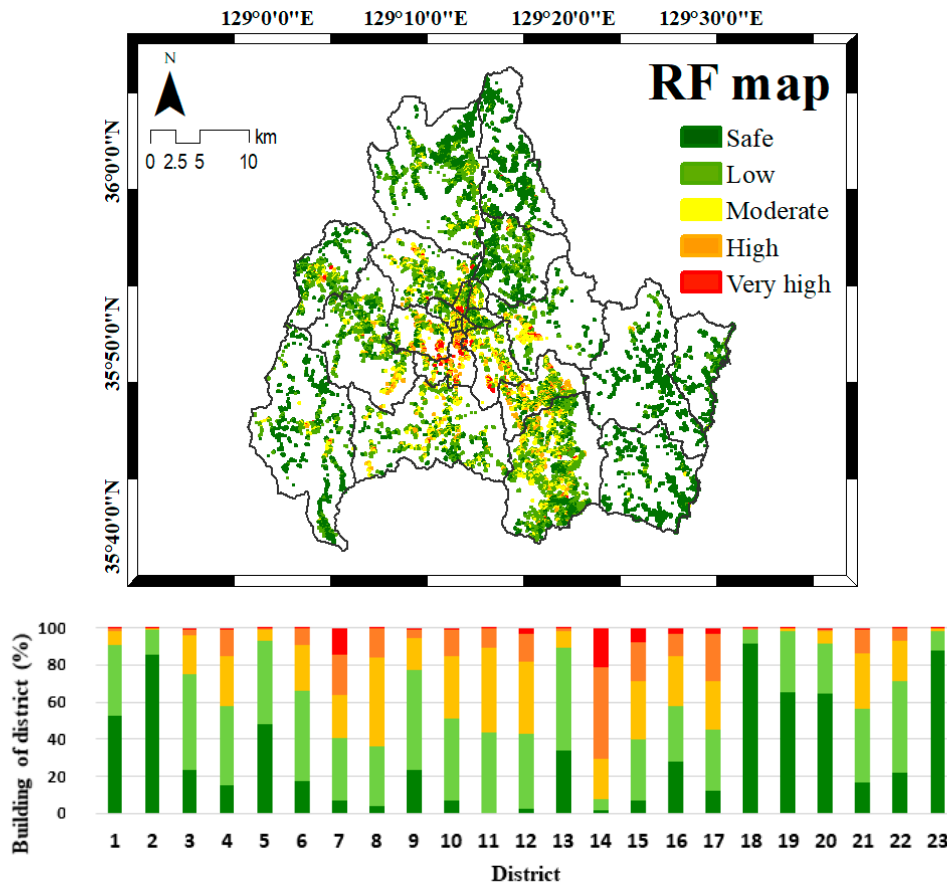 129°0'0"E 129°10'0"E 129°20'0"E 129°30'0"E
N
0 2.5 5 10 km
RF map
Safe
Low
Moderate
High
Very high
36°0'0"N
35°50'0"N
35°40'0"N
Building of district (%)
100
80
60
40
20
0
1 2 3 4 5 6 7 8 9 10 11 12 13 14 15 16 17 18 19 20 21 22 23
District